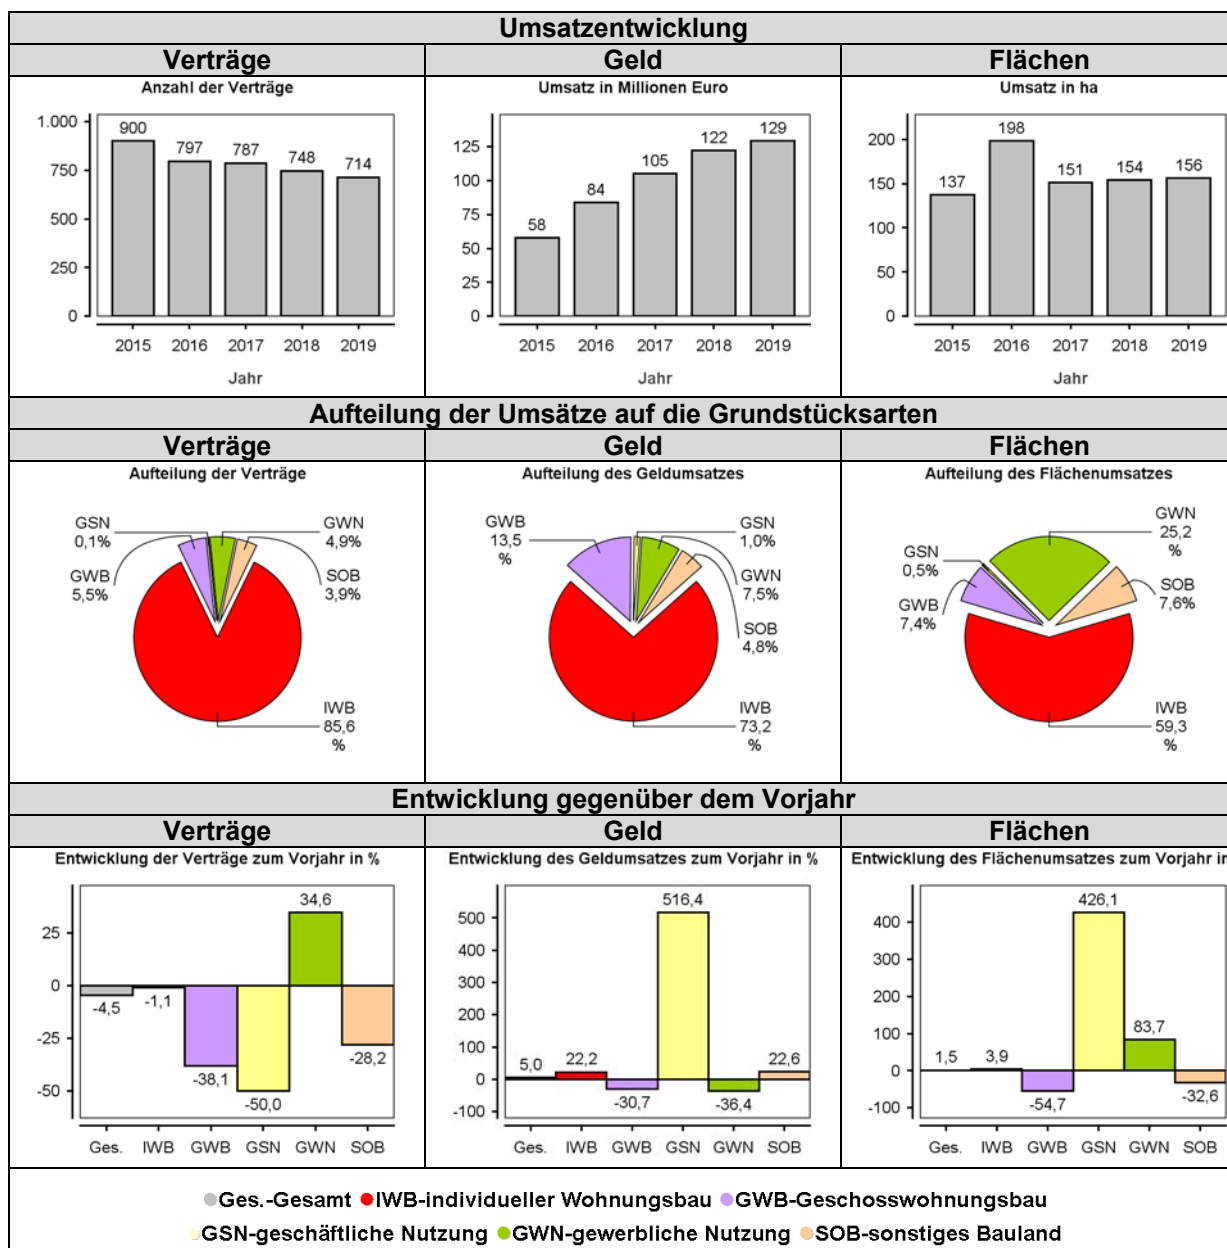 Umsatzentwicklung
Verträge
Geld
Flächen
Anzahl der Verträge
1.000
750
500
250
0
900
797
787
748
714
2015 2016 2017 2018 2019
Jahr
Umsatz in Millionen Euro
125
100
75
50
25
0
58
84
105
122
129
2015 2016 2017 2018 2019
Jahr
Umsatz in ha
200
150
100
50
0
137
198
151
154
156
2015 2016 2017 2018 2019
Jahr
Aufteilung der Umsätze auf die Grundstücksarten
Verträge
Geld
Flächen
Aufteilung der Verträge
GSN
0,1%
GWB
5,5%
GWN
4,9%
SOB
3,9%
IWB
85,6
%
Aufteilung des Geldumsatzes
GWB
13,5
%
GSN
1,0%
GWN
7,5%
SOB
4,8%
IWB
73,2
%
Aufteilung des Flächenumsatzes
GWN
25,2
%
GSN
0,5%
GWB
7,4%
SOB
7,6%
IWB
59,3
%
Entwicklung gegenüber dem Vorjahr
Verträge
Geld
Flächen
Entwicklung der Verträge zum Vorjahr in %
25
0
-25
-50
-4,5
-1,1
-38,1
-50,0
34,6
-28,2
Ges. IWB GWB GSN GWN SOB
Entwicklung des Geldumsatzes zum Vorjahr in %
500
400
300
200
100
0
-100
5,0
22,2
-30,7
516,4
-36,4
22,6
Ges. IWB GWB GSN GWN SOB
Entwicklung des Flächenumsatzes zum Vorjahr in
400
300
200
100
0
-100
1,5
3,9
-54,7
426,1
83,7
-32,6
Ges. IWB GWB GSN GWN SOB
Ges.-Gesamt IWB-individueller Wohnungsbau GWB-Geschosswohnungsbau
GSN-geschäftliche Nutzung GWN-gewerbliche Nutzung SOB-sonstiges Bauland